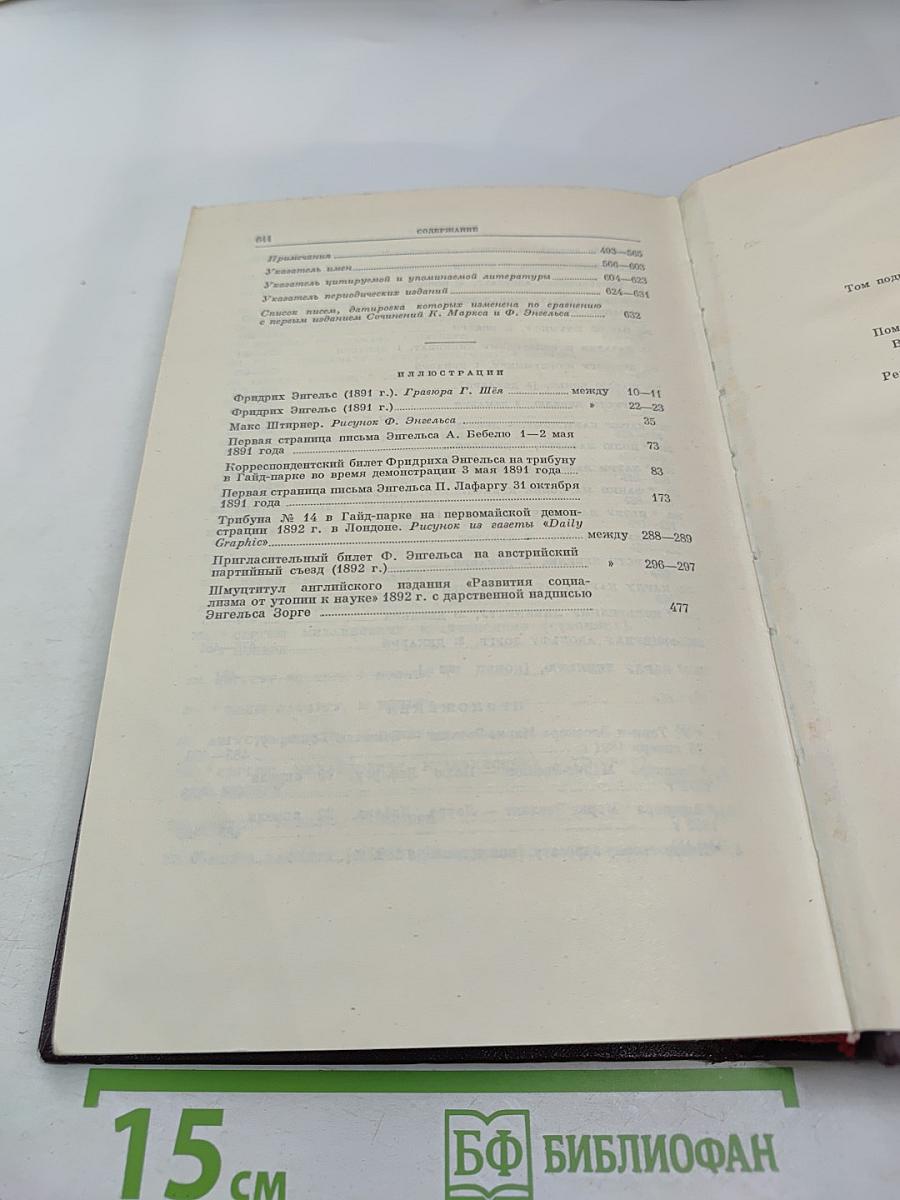 644 СОДЕРЖАНИЕ
Примечания 493—565
Указатель имен 566—603
Указатель цитируемой и упоминаемой литературы 604—623
Указатель периодических изданий 624—631
Список писем, датировка которых изменена по сравнению
с первым изданием Сочинений К. Маркса и Ф. Энгельса 632
ИЛЛЮСТРАЦИИ
Фридрих Энгельс (1891 г.). Гравюра Г. Шёя между 10—11
Фридрих Энгельс (1891 г.) » 22—23
Макс Штирнер. Рисунок Ф. Энгельса 35
Первая страница письма Энгельса А. Бебелю 1—2 мая
1891 года 73
Корреспондентский билет Фридриха Энгельса на трибуну
в Гайд-парке во время демонстрации 3 мая 1891 года 83
Первая страница письма Энгельса П. Лафаргу 31 октября
1891 года 173
Трибуна № 14 в Гайд-парке на первомайской демон-
страции 1892 г. в Лондоне. Рисунок из газеты «Daily
Graphic» между 288—289
Пригласительный билет Ф. Энгельса на австрийский
партийный съезд (1892 г.) » 296—297
Шмуцтитул английского издания «Развития социа-
лизма от утопии к науке» 1892 г. с дарственной надписью
Энгельса Зорге 477
Том подг
Пом
Ре
15 см
БФ БИБЛИОФАН